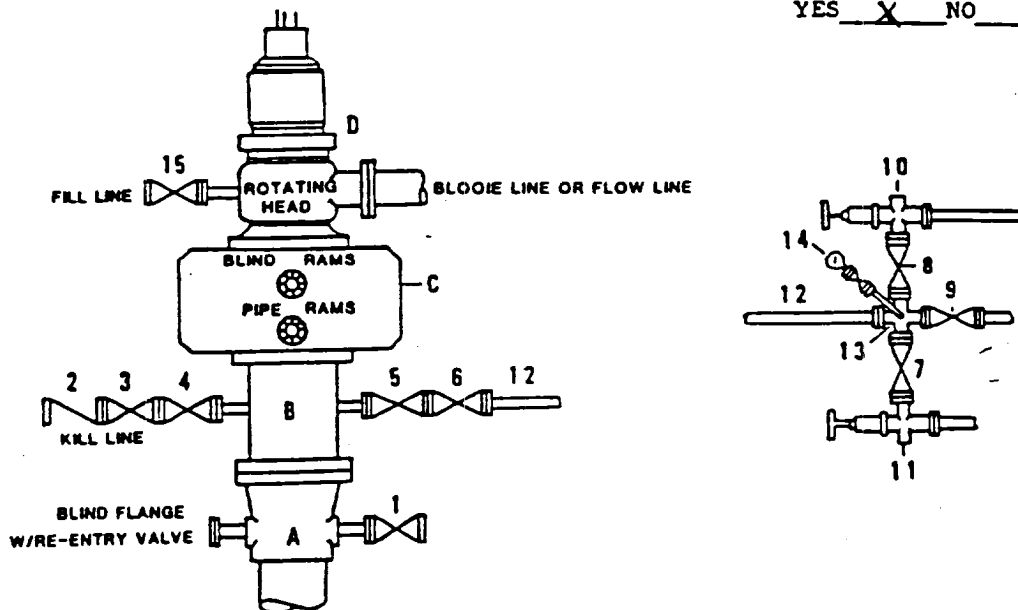 YES X NO
D
15
FILL LINE
ROTATING HEAD
BLOOIE LINE OR FLOW LINE
BLIND RAMS
C
PIPE RAMS
10
14
8
12
9
13
7
11
2 3 4
5 6 12
B
KILL LINE
BLIND FLANGE
W/RE-ENTRY VALVE
1
A